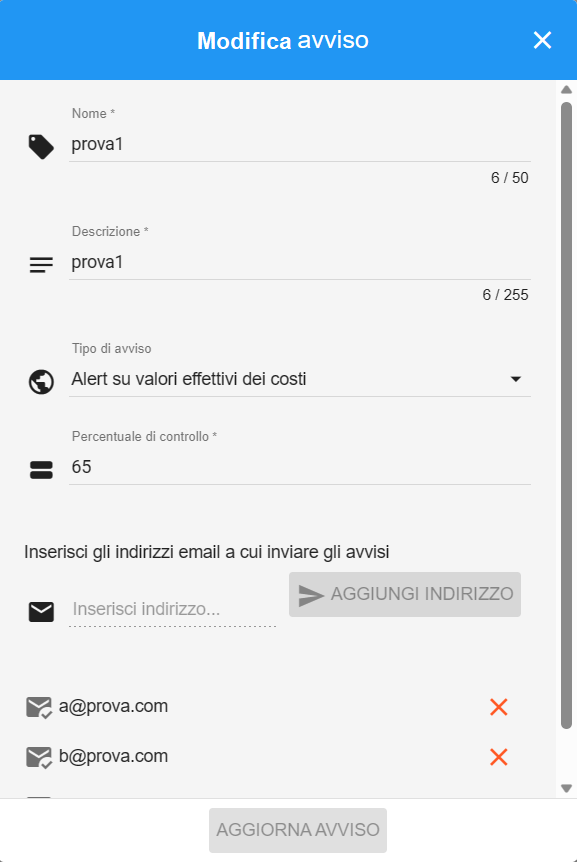 Modifica avviso
Nome *
prova1
6 / 50
Descrizione *
prova1
6 / 255
Tipo di avviso
Alert su valori effettivi dei costi
Percentuale di controllo *
65
Inserisci gli indirizzi email a cui inviare gli avvisi
Inserisci indirizzo...
AGGIUNGI INDIRIZZO
a@prova.com
b@prova.com
AGGIORNA AVVISO